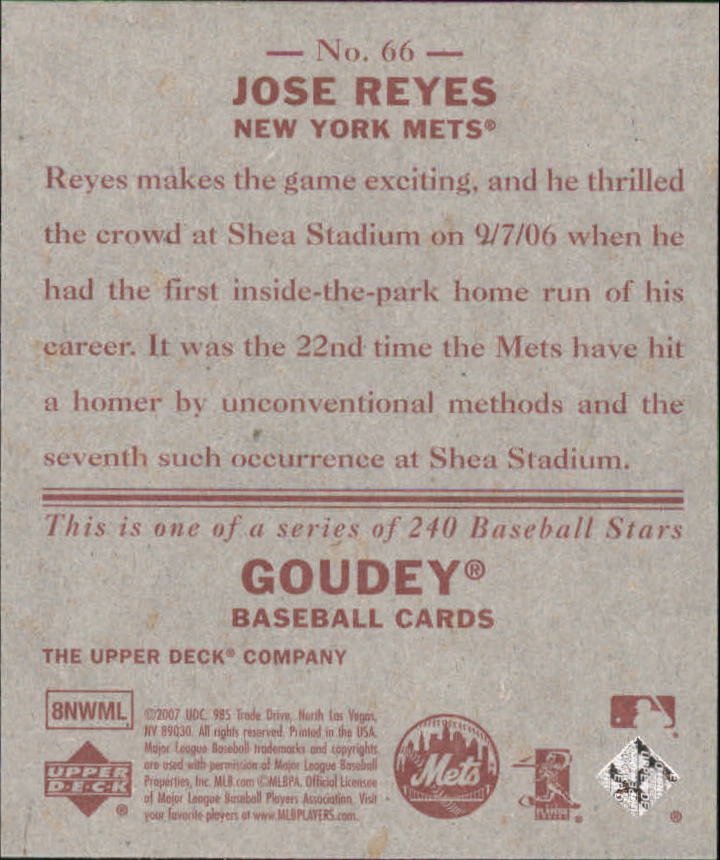 — No. 66 —
JOSE REYES
NEW YORK METS®
Reyes makes the game exciting, and he thrilled
the crowd at Shea Stadium on 9/7/06 when he
had the first inside-the-park home run of his
career. It was the 22nd time the Mets have hit
a homer by unconventional methods and the
seventh such occurrence at Shea Stadium.
This is one of a series of 240 Baseball Stars
GOUDEY®
BASEBALL CARDS
THE UPPER DECK® COMPANY
8NWML
©2007 UDC. 985 Trade Drive, North Las Vegas,
NV 89030. All rights reserved. Printed in the USA.
Major League Baseball trademarks and copyrights
are used with permission of Major League Baseball
Properties, Inc. MLB.com ©MLBPA. Official Licensee
of Major League Baseball Players Association. Visit
your favorite players at www.MLBPLAYERS.com.
UPPER
D·E·C·K
®
Mets
®
®